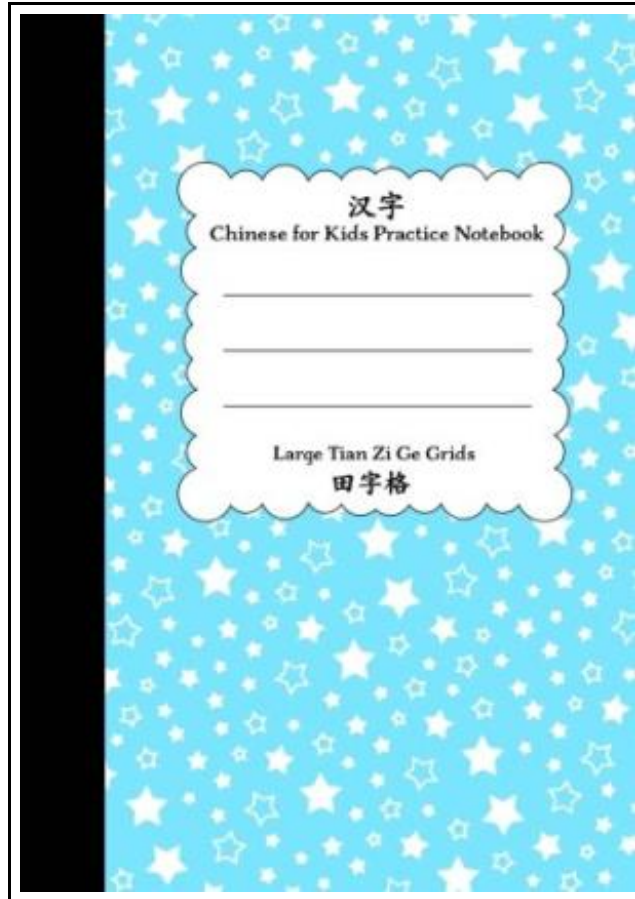 汉字
Chinese for Kids Practice Notebook
Large Tian Zi Ge Grids
田字格